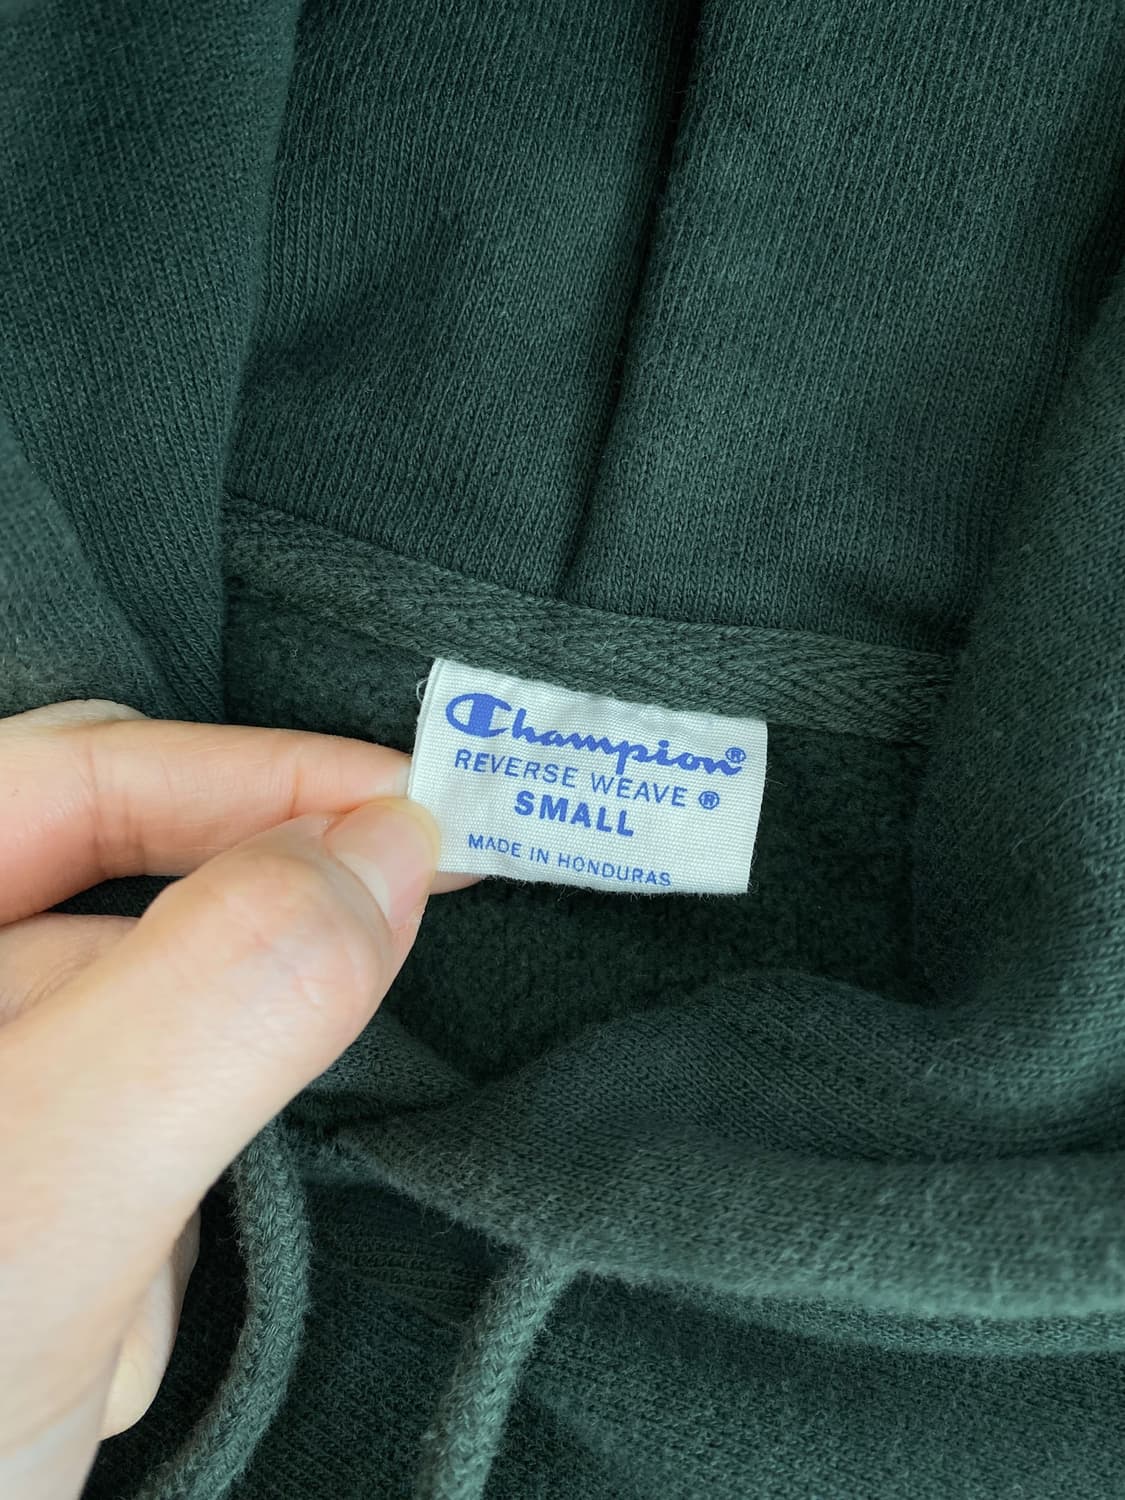 Champion®
REVERSE WEAVE ®
SMALL
MADE IN HONDURAS